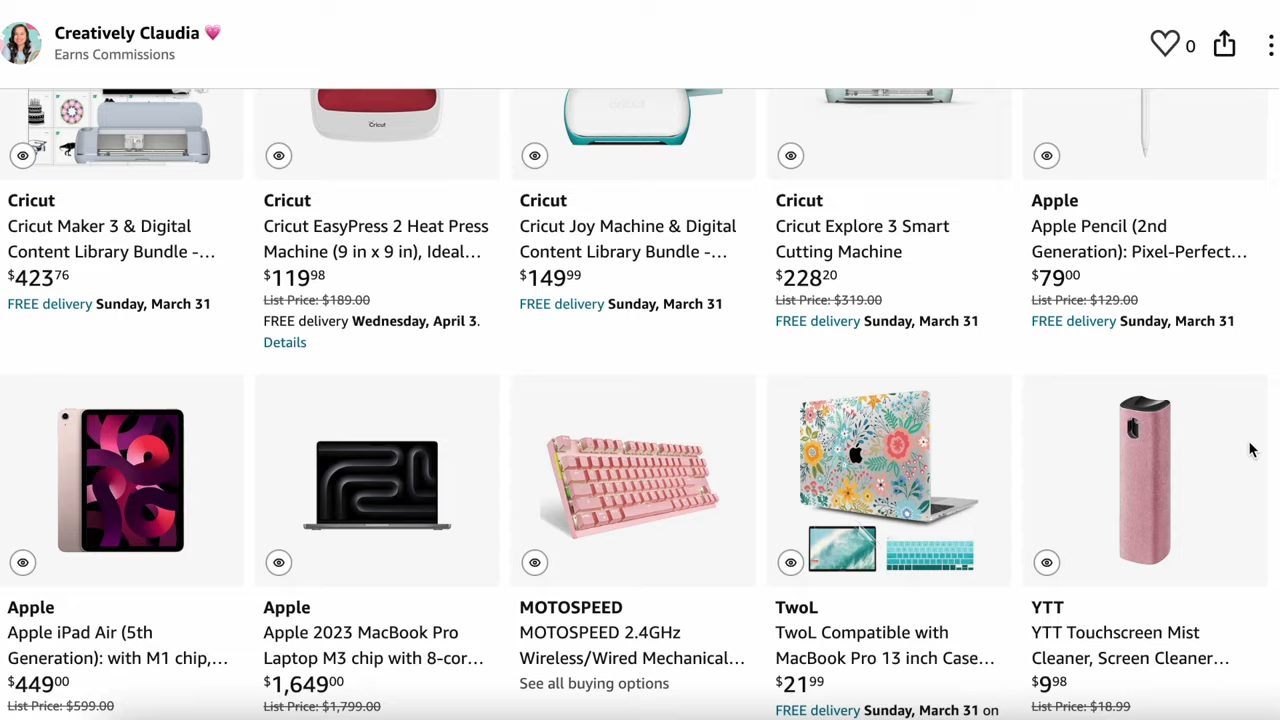 Creatively Claudia
Earns Commissions
0
Cricut
cricut
Cricut
Cricut Maker 3 & Digital
Content Library Bundle -...
$423.76
FREE delivery Sunday, March 31
Cricut
Cricut EasyPress 2 Heat Press
Machine (9 in x 9 in), Ideal...
$119.98
List Price: $189.00
FREE delivery Wednesday, April 3.
Details
Cricut
Cricut Joy Machine & Digital
Content Library Bundle -...
$149.99
FREE delivery Sunday, March 31
Cricut
Cricut Explore 3 Smart
Cutting Machine
$228.20
List Price: $319.00
FREE delivery Sunday, March 31
Apple
Apple Pencil (2nd
Generation): Pixel-Perfect...
$79.00
List Price: $129.00
FREE delivery Sunday, March 31
Apple
Apple iPad Air (5th
Generation): with M1 chip,...
$449.00
List Price: $599.00
Apple
Apple 2023 MacBook Pro
Laptop M3 chip with 8-cor...
$1,649.00
List Price: $1,799.00
MOTOSPEED
MOTOSPEED 2.4GHz
Wireless/Wired Mechanical...
See all buying options
TwoL
TwoL Compatible with
MacBook Pro 13 inch Case...
$21.99
FREE delivery Sunday, March 31 on
YTT
YTT Touchscreen Mist
Cleaner, Screen Cleaner...
$9.98
List Price: $18.99